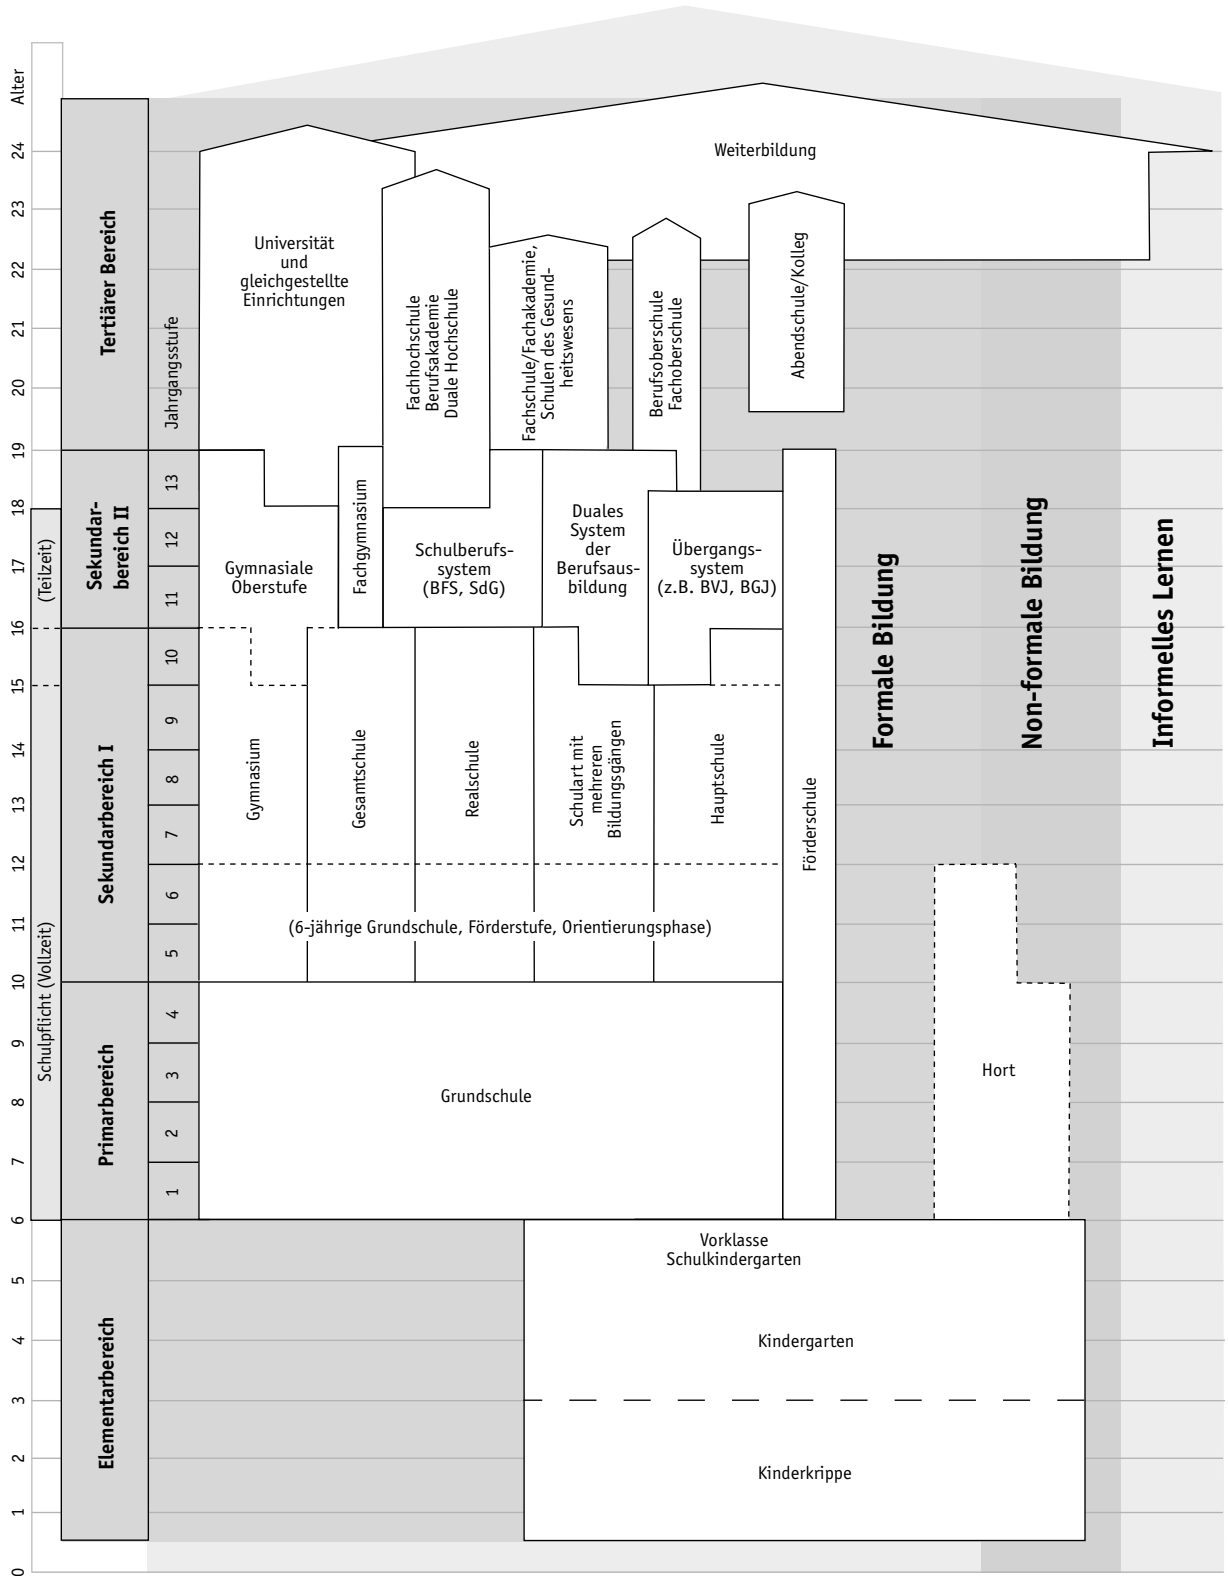 Alter
24
23
22
21
20
19
18
17
16
15
14
13
12
11
10
9
8
7
6
5
4
3
2
1
0
(Teilzeit)
Schulpflicht (Vollzeit)
Tertiärer Bereich
Sekundar-
bereich II
Sekundarbereich I
Primarbereich
Elementarbereich
Jahrgangsstufe
13
12
11
10
9
8
7
6
5
4
3
2
1
Weiterbildung
Universität
und
gleichgestellte
Einrichtungen
Fachhochschule
Berufsakademie
Duale Hochschule
Fachschule/Fachakademie,
Schulen des Gesund-
heitswesens
Berufsoberschule
Fachoberschule
Abendschule/Kolleg
Gymnasiale
Oberstufe
Fachgymnasium
Schulberufs-
system
(BFS, SdG)
Duales
System
der
Berufsaus-
bildung
Übergangs-
system
(z.B. BVJ, BGJ)
Gymnasium
Gesamtschule
Realschule
Schulart mit
mehreren
Bildungsgängen
Hauptschule
Förderschule
(6-jährige Grundschule, Förderstufe, Orientierungsphase)
Grundschule
Formale Bildung
Non-formale Bildung
Informelles Lernen
Hort
Vorklasse
Schulkindergarten
Kindergarten
Kinderkrippe